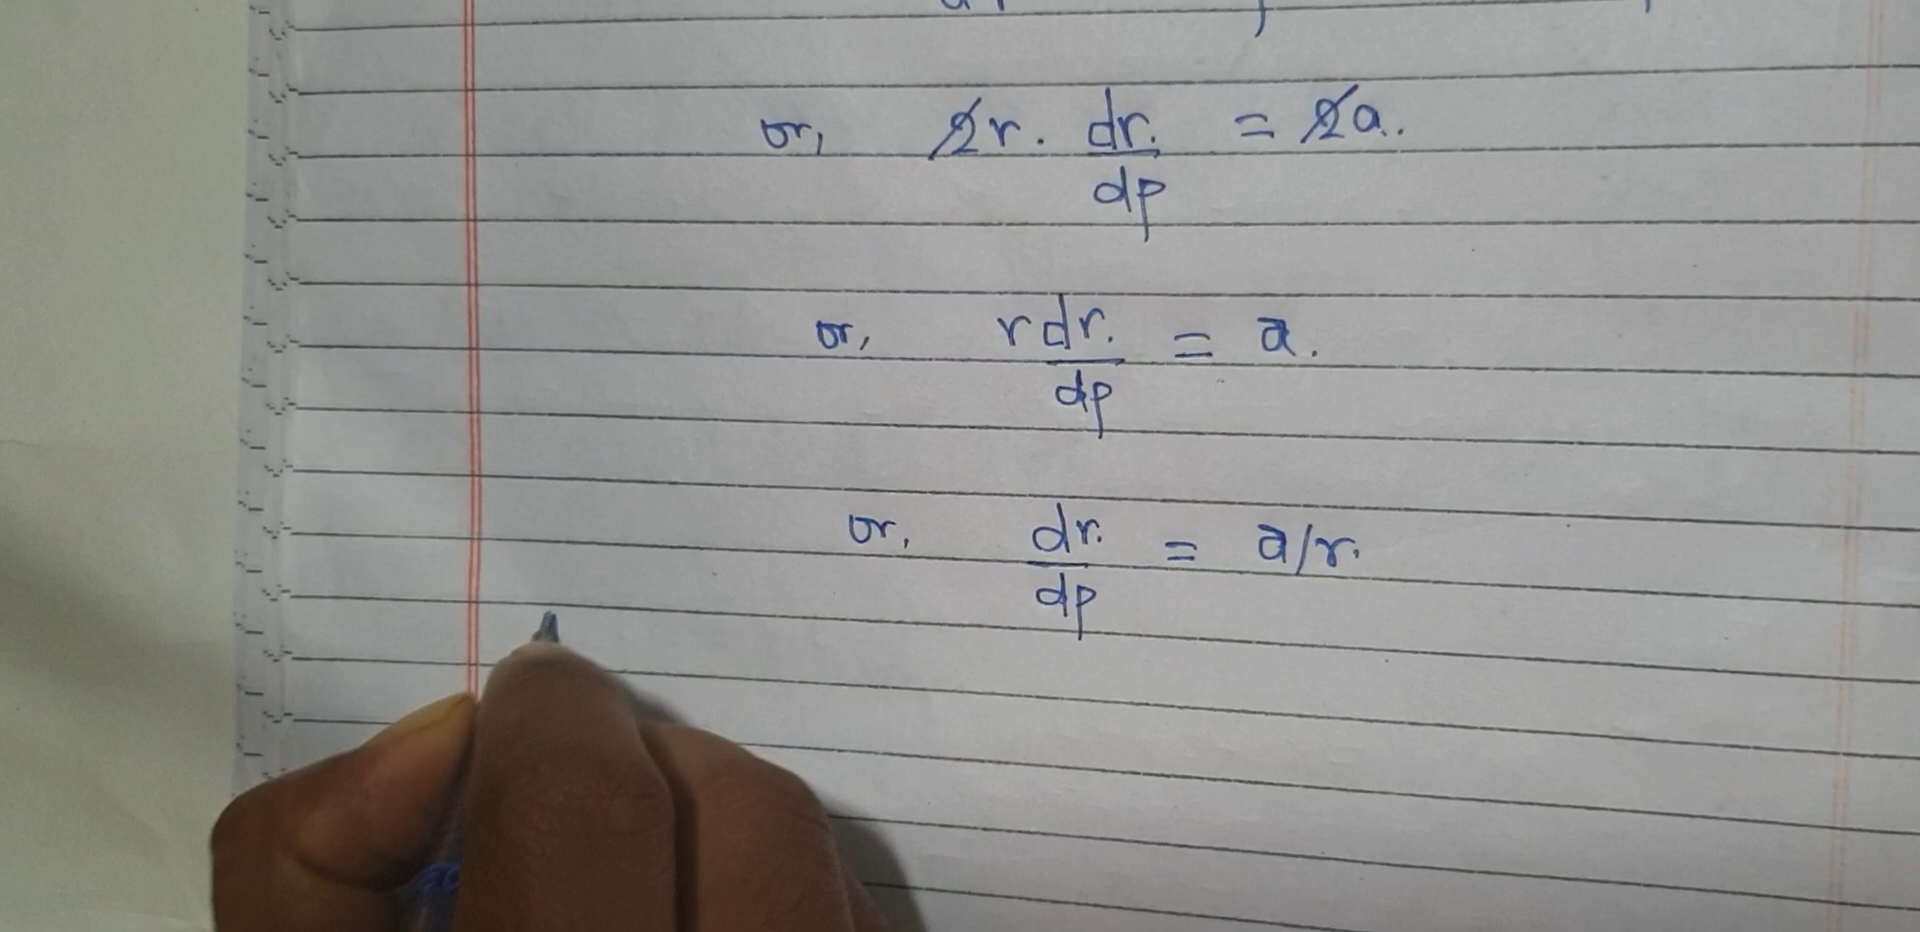 or, 2r. dr./dp = 2a.
or, r dr./dp = a.
or, dr./dp = a/r.